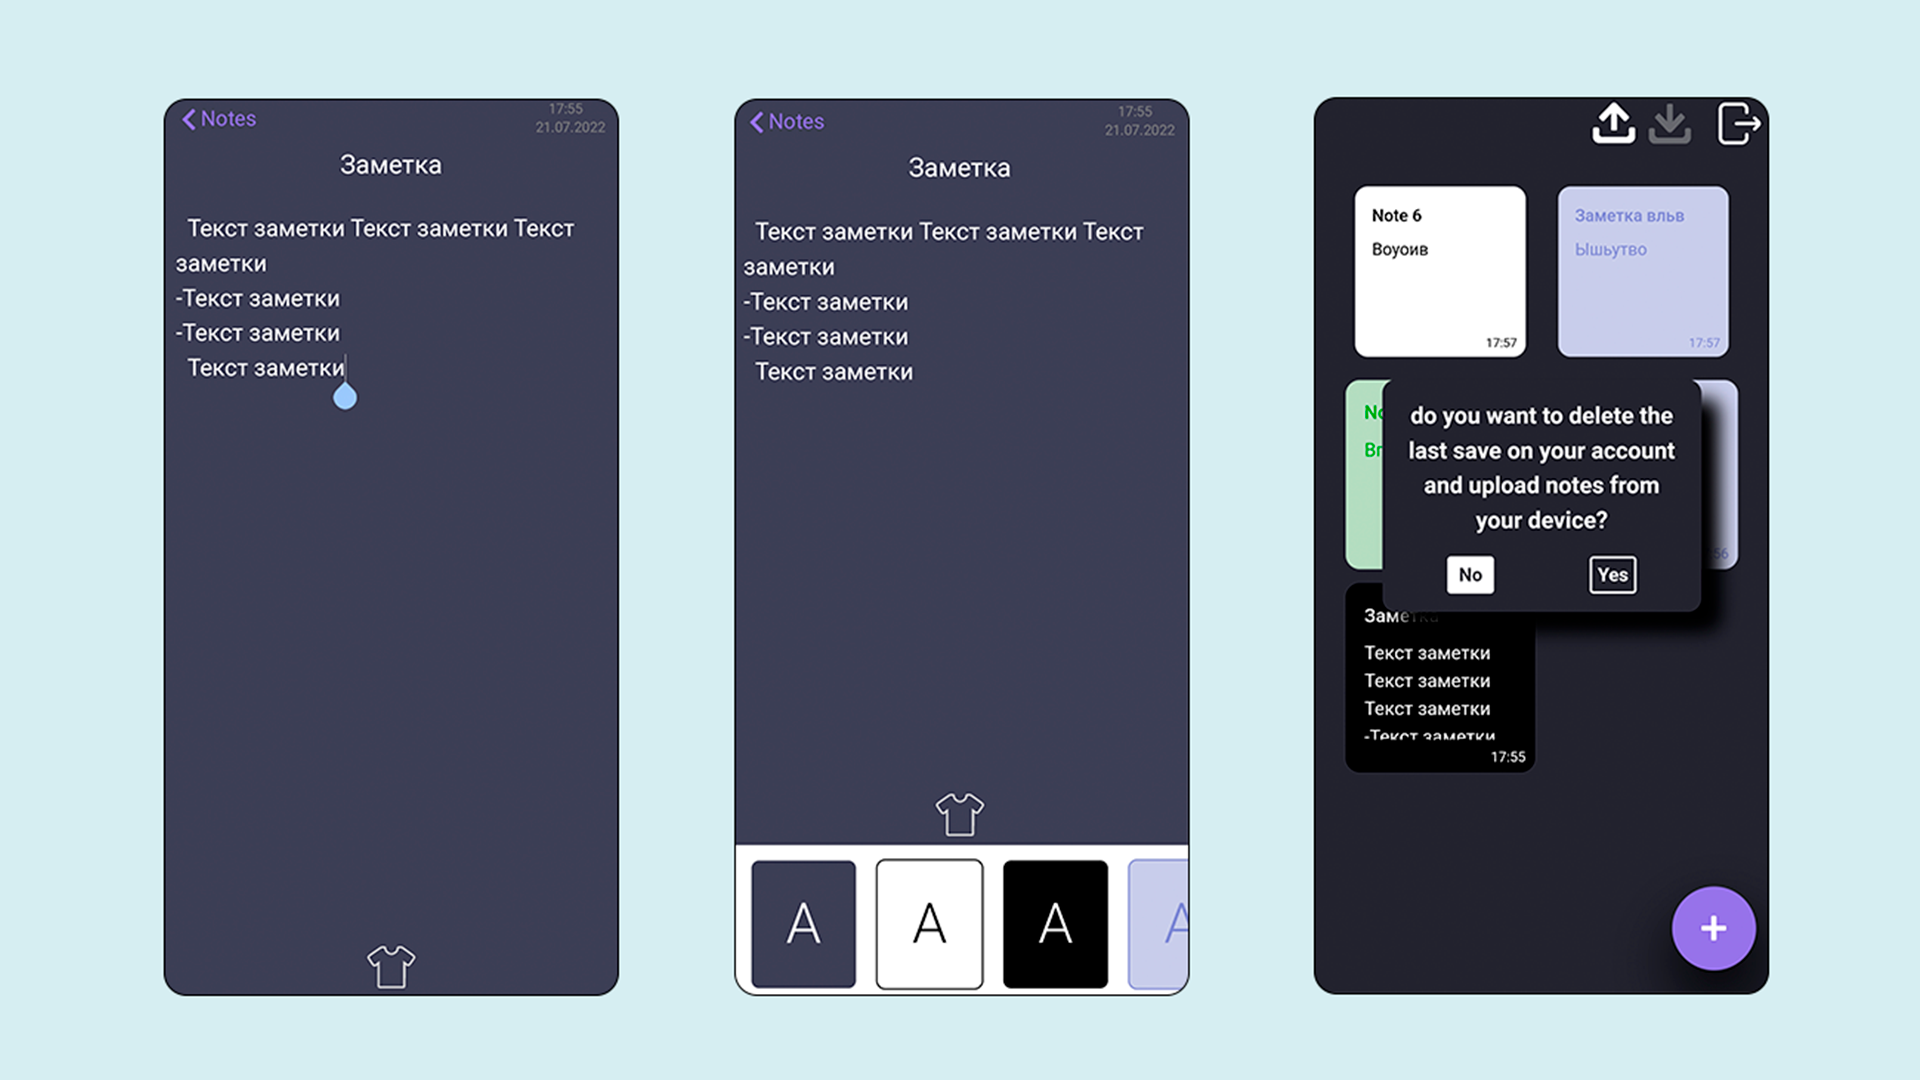 Notes
17:55
21.07.2022
Заметка
Текст заметки Текст заметки Текст
заметки
-Текст заметки
-Текст заметки
Текст заметки
Notes
17:55
21.07.2022
Заметка
Текст заметки Текст заметки Текст
заметки
-Текст заметки
-Текст заметки
Текст заметки
A
A
A
A
Note 6
Воуоив
17:57
Заметка вльв
Ышьутво
17:57
do you want to delete the
last save on your account
and upload notes from
your device?
No
Yes
56
Заметка
Текст заметки
Текст заметки
Текст заметки
-Текст заметки
17:55